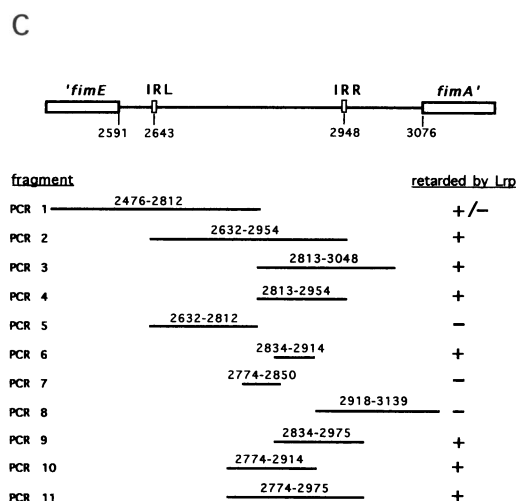 C
'fimE IRL IRR fimA'
2591 2643 2948 3076
fragment retarded by Lrp
PCR 1 2476-2812 +/−
PCR 2 2632-2954 +
PCR 3 2813-3048 +
PCR 4 2813-2954 +
PCR 5 2632-2812 −
PCR 6 2834-2914 +
PCR 7 2774-2850 −
PCR 8 2918-3139 −
PCR 9 2834-2975 +
PCR 10 2774-2914 +
PCR 11 2774-2975 +